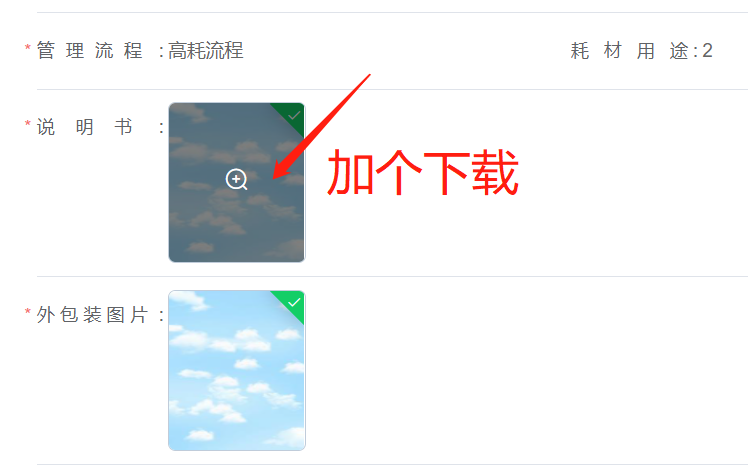 * 管理流程：高耗流程
耗材用途：2
* 说明书：
加个下载
* 外包装图片：